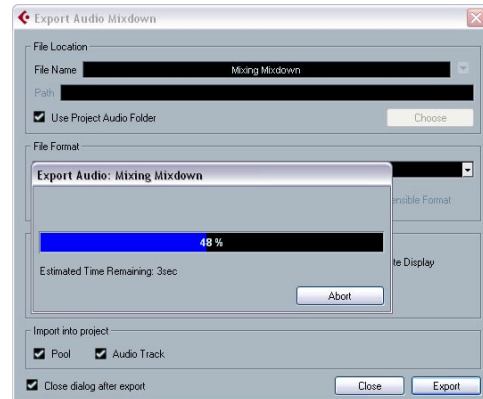 Export Audio Mixdown
File Location
File Name Mixing Mixdown
Path
Use Project Audio Folder Choose
File Format
Export Audio: Mixing Mixdown
ensible Format
48 %
te Display
Estimated Time Remaining: 3sec
Abort
Import into project
Pool Audio Track
Close dialog after export Close Export